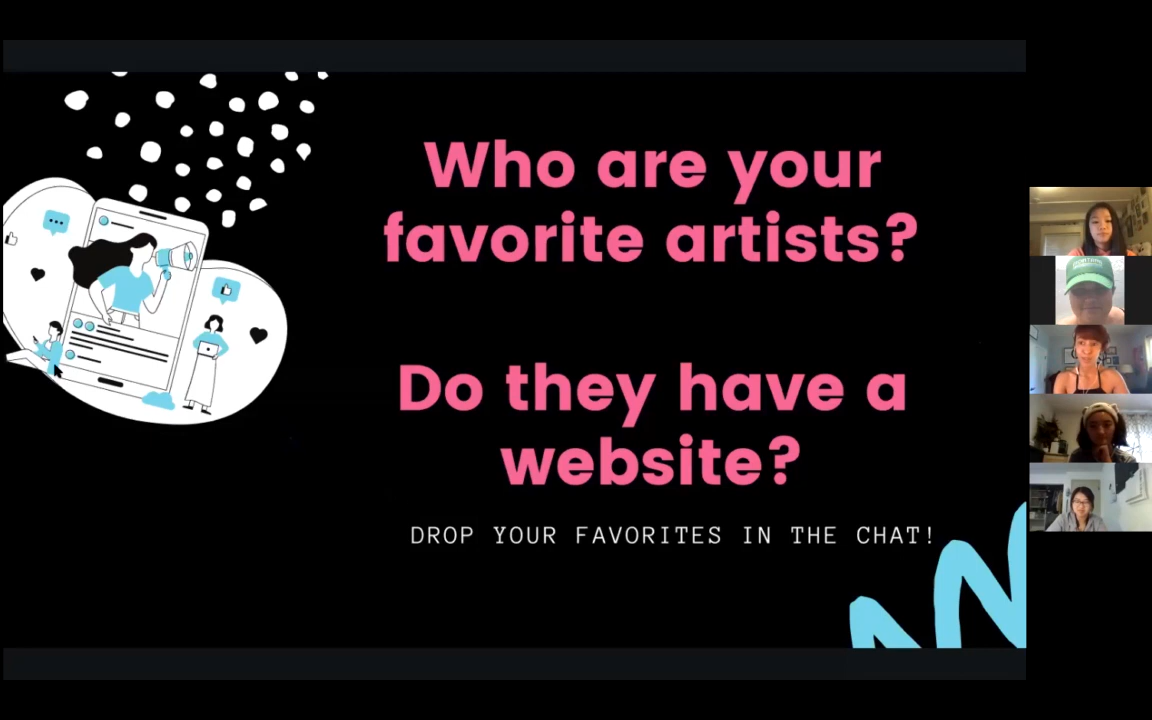 Who are your
favorite artists?
Do they have a
website?
DROP YOUR FAVORITES IN THE CHAT!